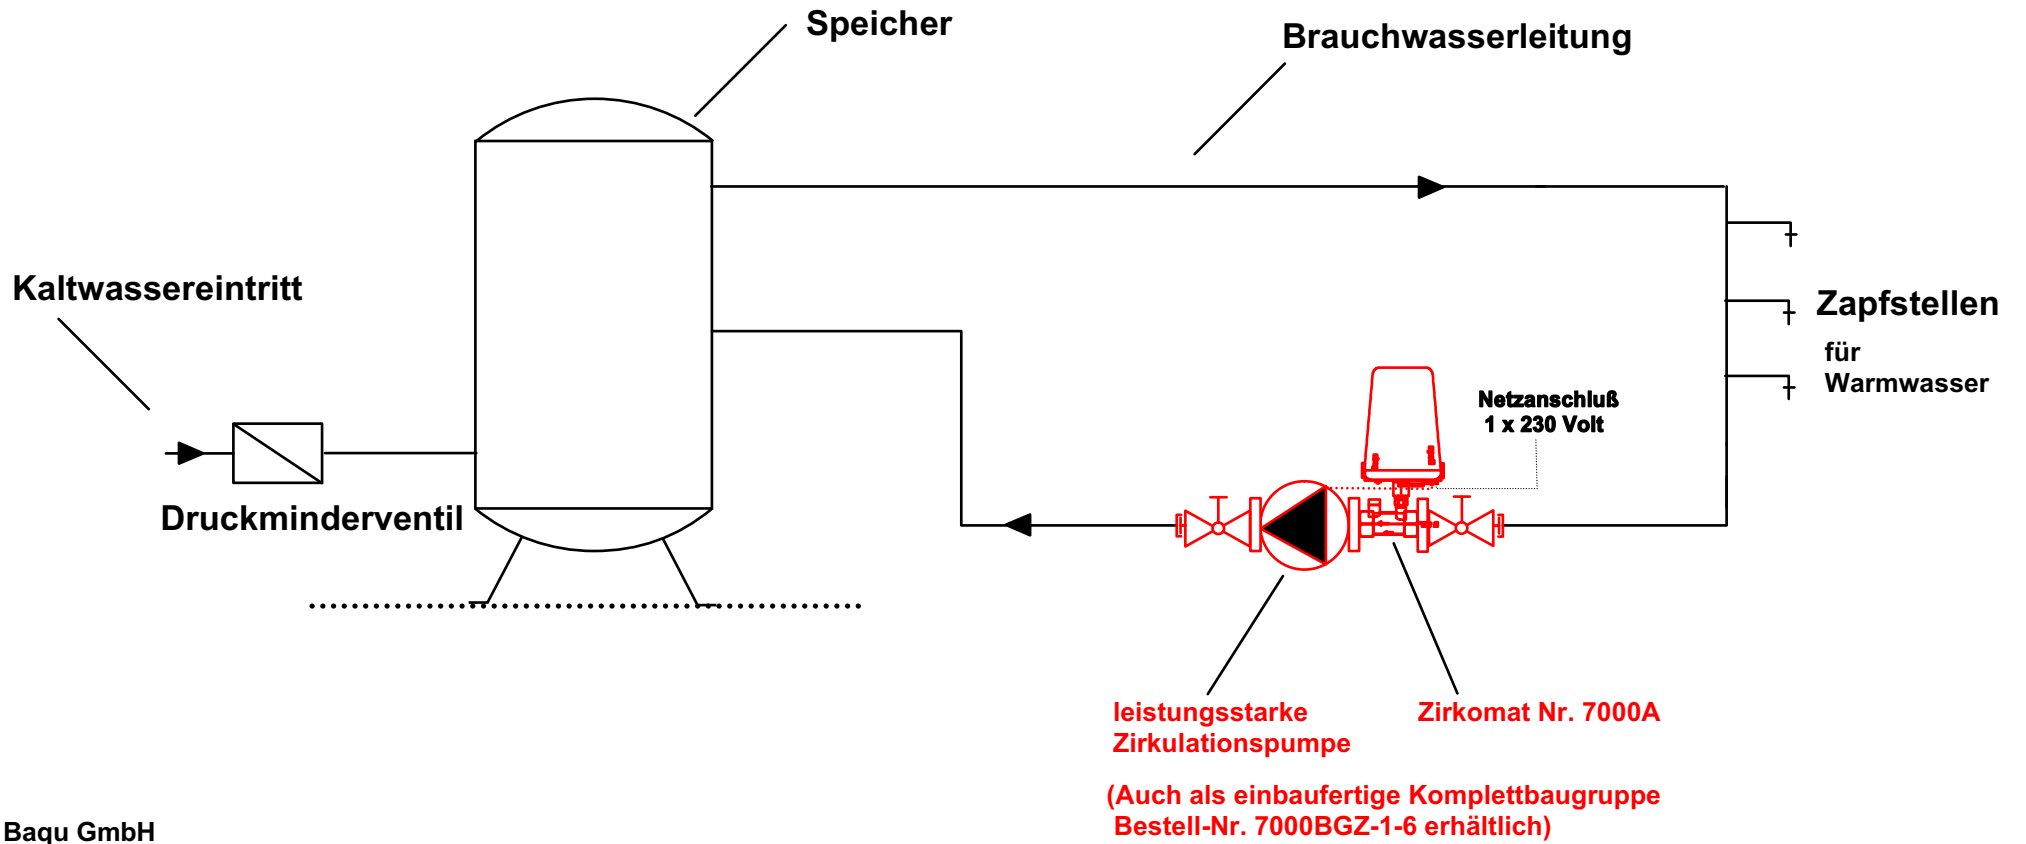 Speicher
Brauchwasserleitung
Kaltwassereintritt
Zapfstellen
für
Warmwasser
Netzanschluß
1 x 230 Volt
Druckminderventil
leistungsstarke
Zirkulationspumpe
Zirkomat Nr. 7000A
(Auch als einbaufertige Komplettbaugruppe
Bestell-Nr. 7000BGZ-1-6 erhältlich)
Baqu GmbH